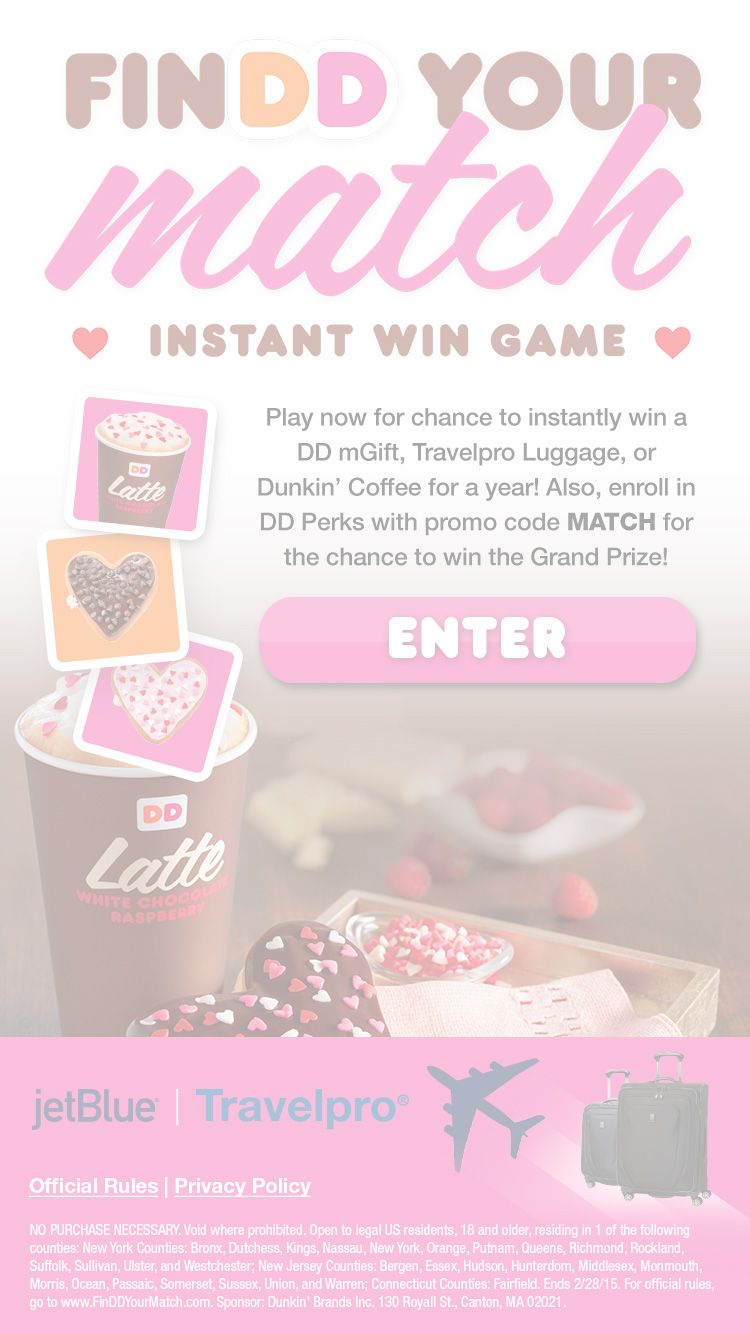 FINDD YOUR
match
INSTANT WIN GAME
Play now for chance to instantly win a
DD mGift, Travelpro Luggage, or
Dunkin’ Coffee for a year! Also, enroll in
DD Perks with promo code MATCH for
the chance to win the Grand Prize!
ENTER
DD
Latte
DD
Latte
WHITE CHOCOLATE
RASPBERRY
jetBlue | Travelpro®
Official Rules | Privacy Policy
NO PURCHASE NECESSARY. Void where prohibited. Open to legal US residents, 18 and older, residing in 1 of the following
counties: New York Counties: Bronx, Dutchess, Kings, Nassau, New York, Orange, Putnam, Queens, Richmond, Rockland,
Suffolk, Sullivan, Ulster, and Westchester; New Jersey Counties: Bergen, Essex, Hudson, Hunterdom, Middlesex, Monmouth,
Morris, Ocean, Passaic, Somerset, Sussex, Union, and Warren; Connecticut Counties: Fairfield. Ends 2/28/15. For official rules,
go to www.FinDDYourMatch.com. Sponsor: Dunkin’ Brands Inc. 130 Royall St., Canton, MA 02021.